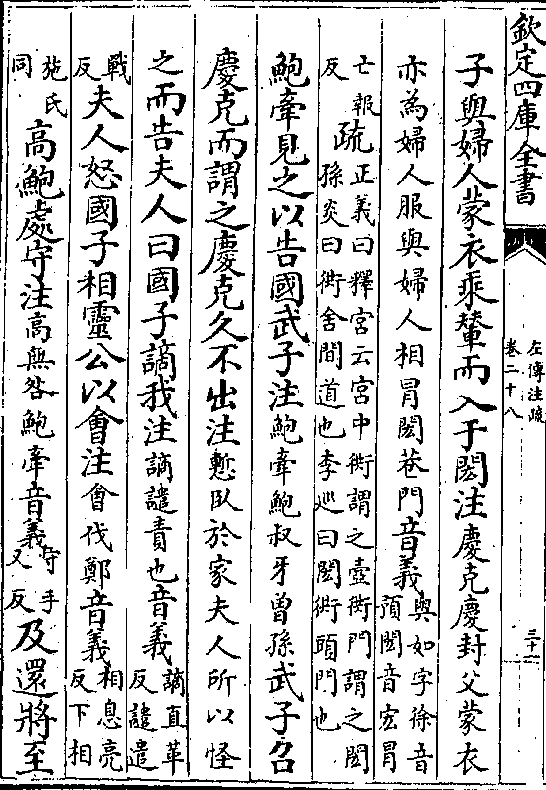 欽定四庫全書
左傳注疏
卷二十八
三十一
子與婦人蒙衣乘輦而入于閎注慶克慶封父蒙衣
亦為婦人服與婦人相冒閎巷門音義與如字徐音預閎音宏冒
亡報反疏正義曰釋宫云宫中衖謂之壼衖門謂之閎孫炎曰衖舍間道也李廵曰閎衖頭門也
鮑牽見之以告國武子注鮑牽鮑叔牙曽孫武子召
慶克而謂之慶克久不出注慙臥於家夫人所以怪
之而告夫人曰國子謫我注謫譴責也音義謫直革反譴遣
戰反夫人怒國子相靈公以會注會伐鄭音義相息亮反下相
施氏同高鮑處守注高無咎鮑牽音義守手又反及還將至